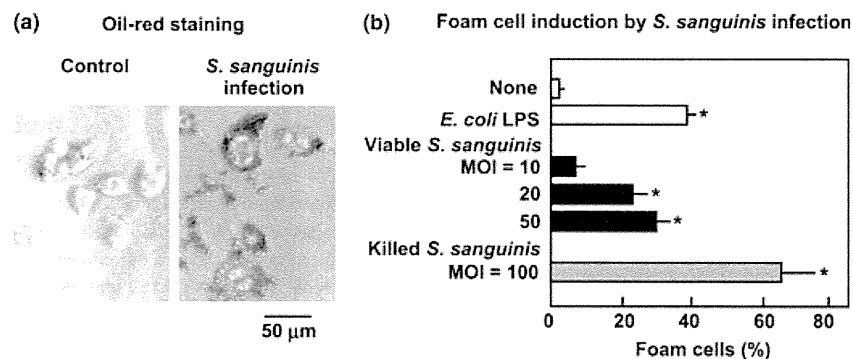 (a) Oil-red staining
Control
S. sanguinis
infection
50 µm
(b) Foam cell induction by S. sanguinis infection
None
E. coli LPS *
Viable S. sanguinis
MOI = 10
20 *
50 *
Killed S. sanguinis
MOI = 100 *
0 20 40 60 80
Foam cells (%)